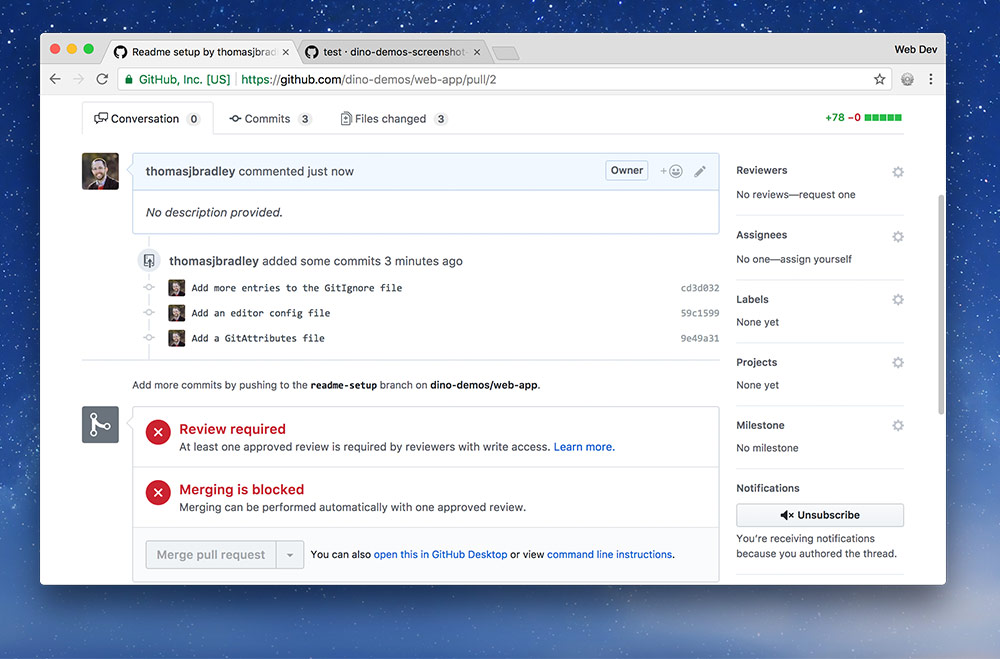 Readme setup by thomasjbrad
test · dino-demos-screenshot-
Web Dev
GitHub, Inc. [US] https://github.com/dino-demos/web-app/pull/2
Conversation 0
Commits 3
Files changed 3
+78 −0
thomasjbradley commented just now
Owner
No description provided.
thomasjbradley added some commits 3 minutes ago
Add more entries to the GitIgnore file cd3d032
Add an editor config file 59c1599
Add a GitAttributes file 9e49a31
Add more commits by pushing to the readme-setup branch on dino-demos/web-app.
Review required
At least one approved review is required by reviewers with write access. Learn more.
Merging is blocked
Merging can be performed automatically with one approved review.
Merge pull request
You can also open this in GitHub Desktop or view command line instructions.
Reviewers
No reviews—request one
Assignees
No one—assign yourself
Labels
None yet
Projects
None yet
Milestone
No milestone
Notifications
Unsubscribe
You’re receiving notifications
because you authored the thread.